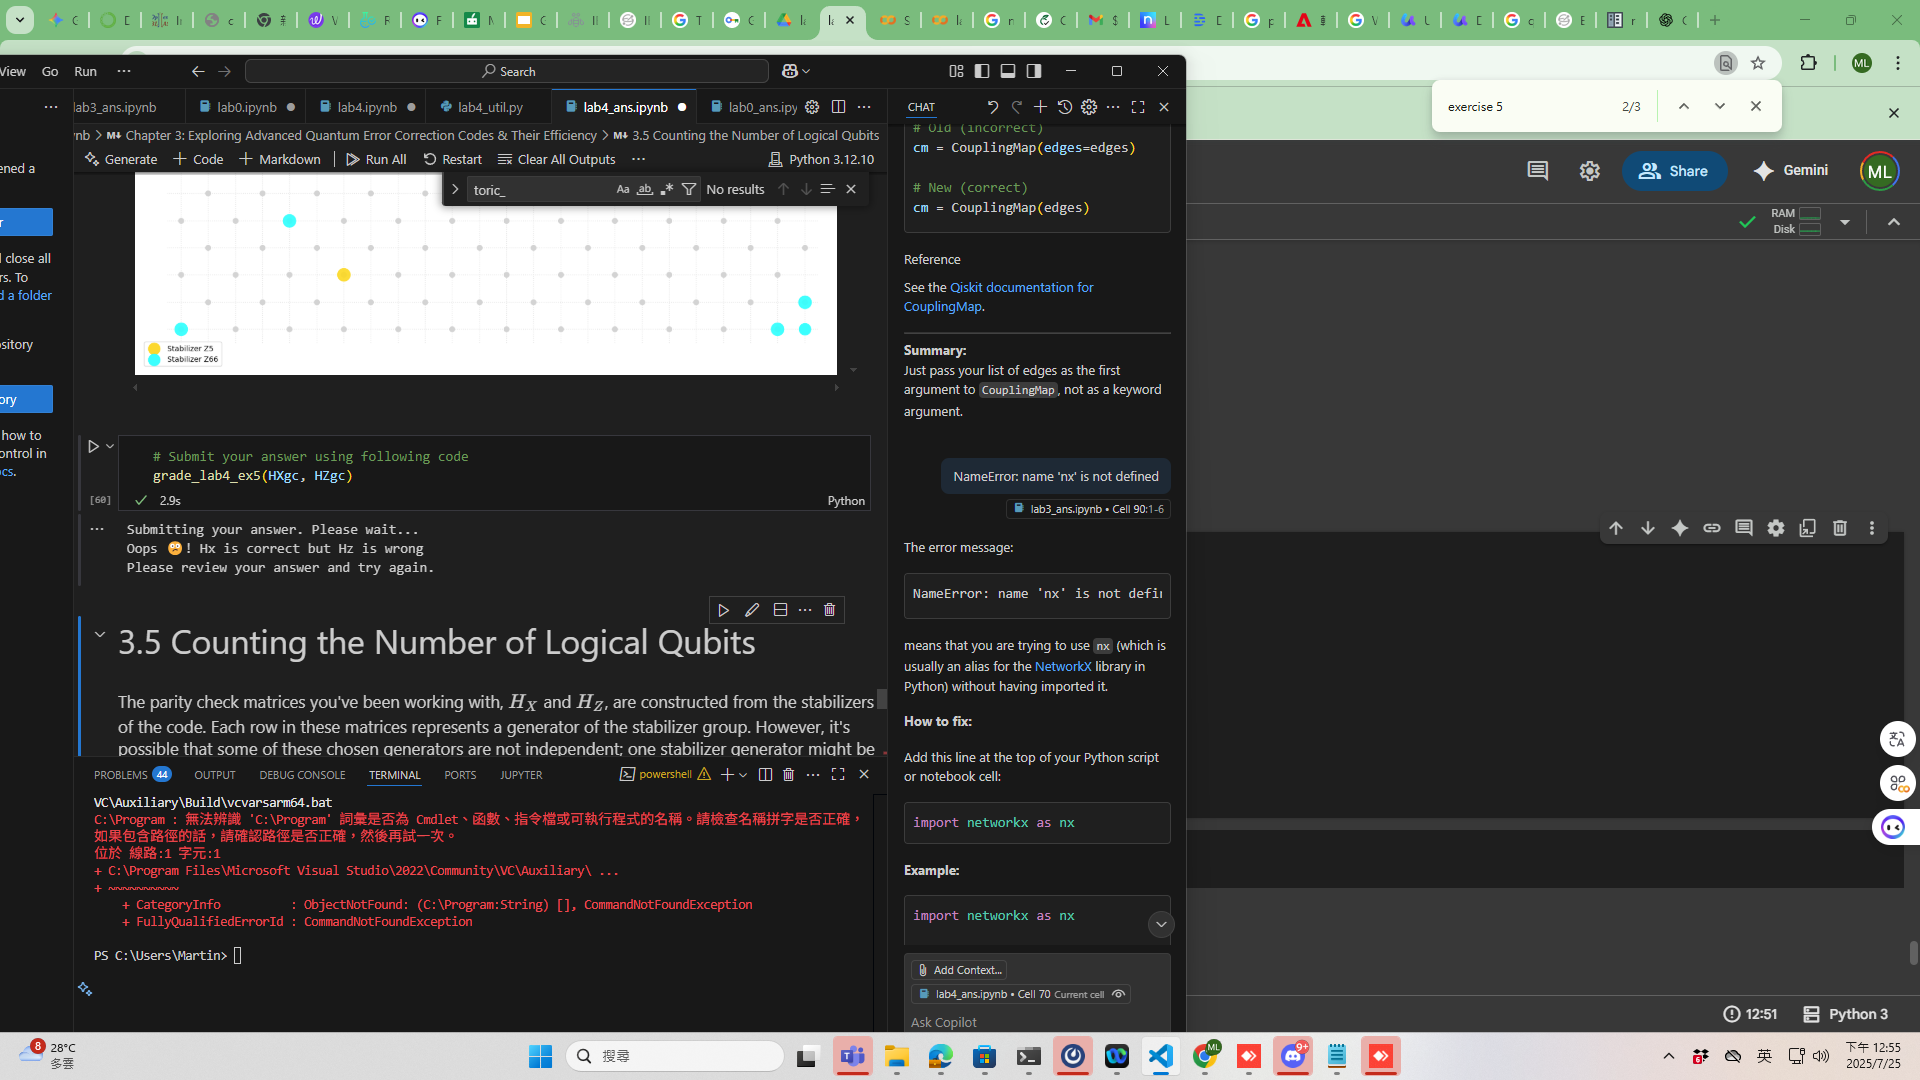 exercise 5
2/3
View
Go
Run
Search
lab3_ans.ipynb
lab0.ipynb
lab4.ipynb
lab4_util.py
lab4_ans.ipynb
lab0_ans.ipy
CHAT
Chapter 3: Exploring Advanced Quantum Error Correction Codes & Their Efficiency
3.5 Counting the Number of Logical Qubits
Generate
Code
Markdown
Run All
Restart
Clear All Outputs
Python 3.12.10
toric_
No results
Stabilizer Z5
Stabilizer Z66
# Submit your answer using following code
grade_lab4_ex5(HXgc, HZgc)
[60]
2.9s
Python
Submitting your answer. Please wait...
Oops 😕! Hx is correct but Hz is wrong
Please review your answer and try again.
3.5 Counting the Number of Logical Qubits
The parity check matrices you've been working with, H_X and H_Z, are constructed from the stabilizers
of the code. Each row in these matrices represents a generator of the stabilizer group. However, it's
possible that some of these chosen generators are not independent; one stabilizer generator might be
PROBLEMS 44
OUTPUT
DEBUG CONSOLE
TERMINAL
PORTS
JUPYTER
powershell
VC\Auxiliary\Build\vcvarsarm64.bat
C:\Program : 無法辨識 'C:\Program' 詞彙是否為 Cmdlet、函數、指令檔或可執行程式的名稱。請檢查名稱拼字是否正確，
如果包含路徑的話，請確認路徑是否正確，然後再試一次。
位於 線路:1 字元:1
+ C:\Program Files\Microsoft Visual Studio\2022\Community\VC\Auxiliary\ ...
+ ~~~~~~~~~~
+ CategoryInfo : ObjectNotFound: (C:\Program:String) [], CommandNotFoundException
+ FullyQualifiedErrorId : CommandNotFoundException
PS C:\Users\Martin>
# Old (incorrect)
cm = CouplingMap(edges=edges)
# New (correct)
cm = CouplingMap(edges)
Reference
See the Qiskit documentation for
CouplingMap.
Summary:
Just pass your list of edges as the first
argument to CouplingMap, not as a keyword
argument.
NameError: name 'nx' is not defined
lab3_ans.ipynb • Cell 90:1-6
The error message:
NameError: name 'nx' is not defin
means that you are trying to use nx (which is
usually an alias for the NetworkX library in
Python) without having imported it.
How to fix:
Add this line at the top of your Python script
or notebook cell:
import networkx as nx
Example:
import networkx as nx
Add Context...
lab4_ans.ipynb • Cell 70 Current cell
Ask Copilot
Share
Gemini
ML
RAM
Disk
12:51
Python 3
8
28°C
多雲
搜尋
英
下午 12:55
2025/7/25